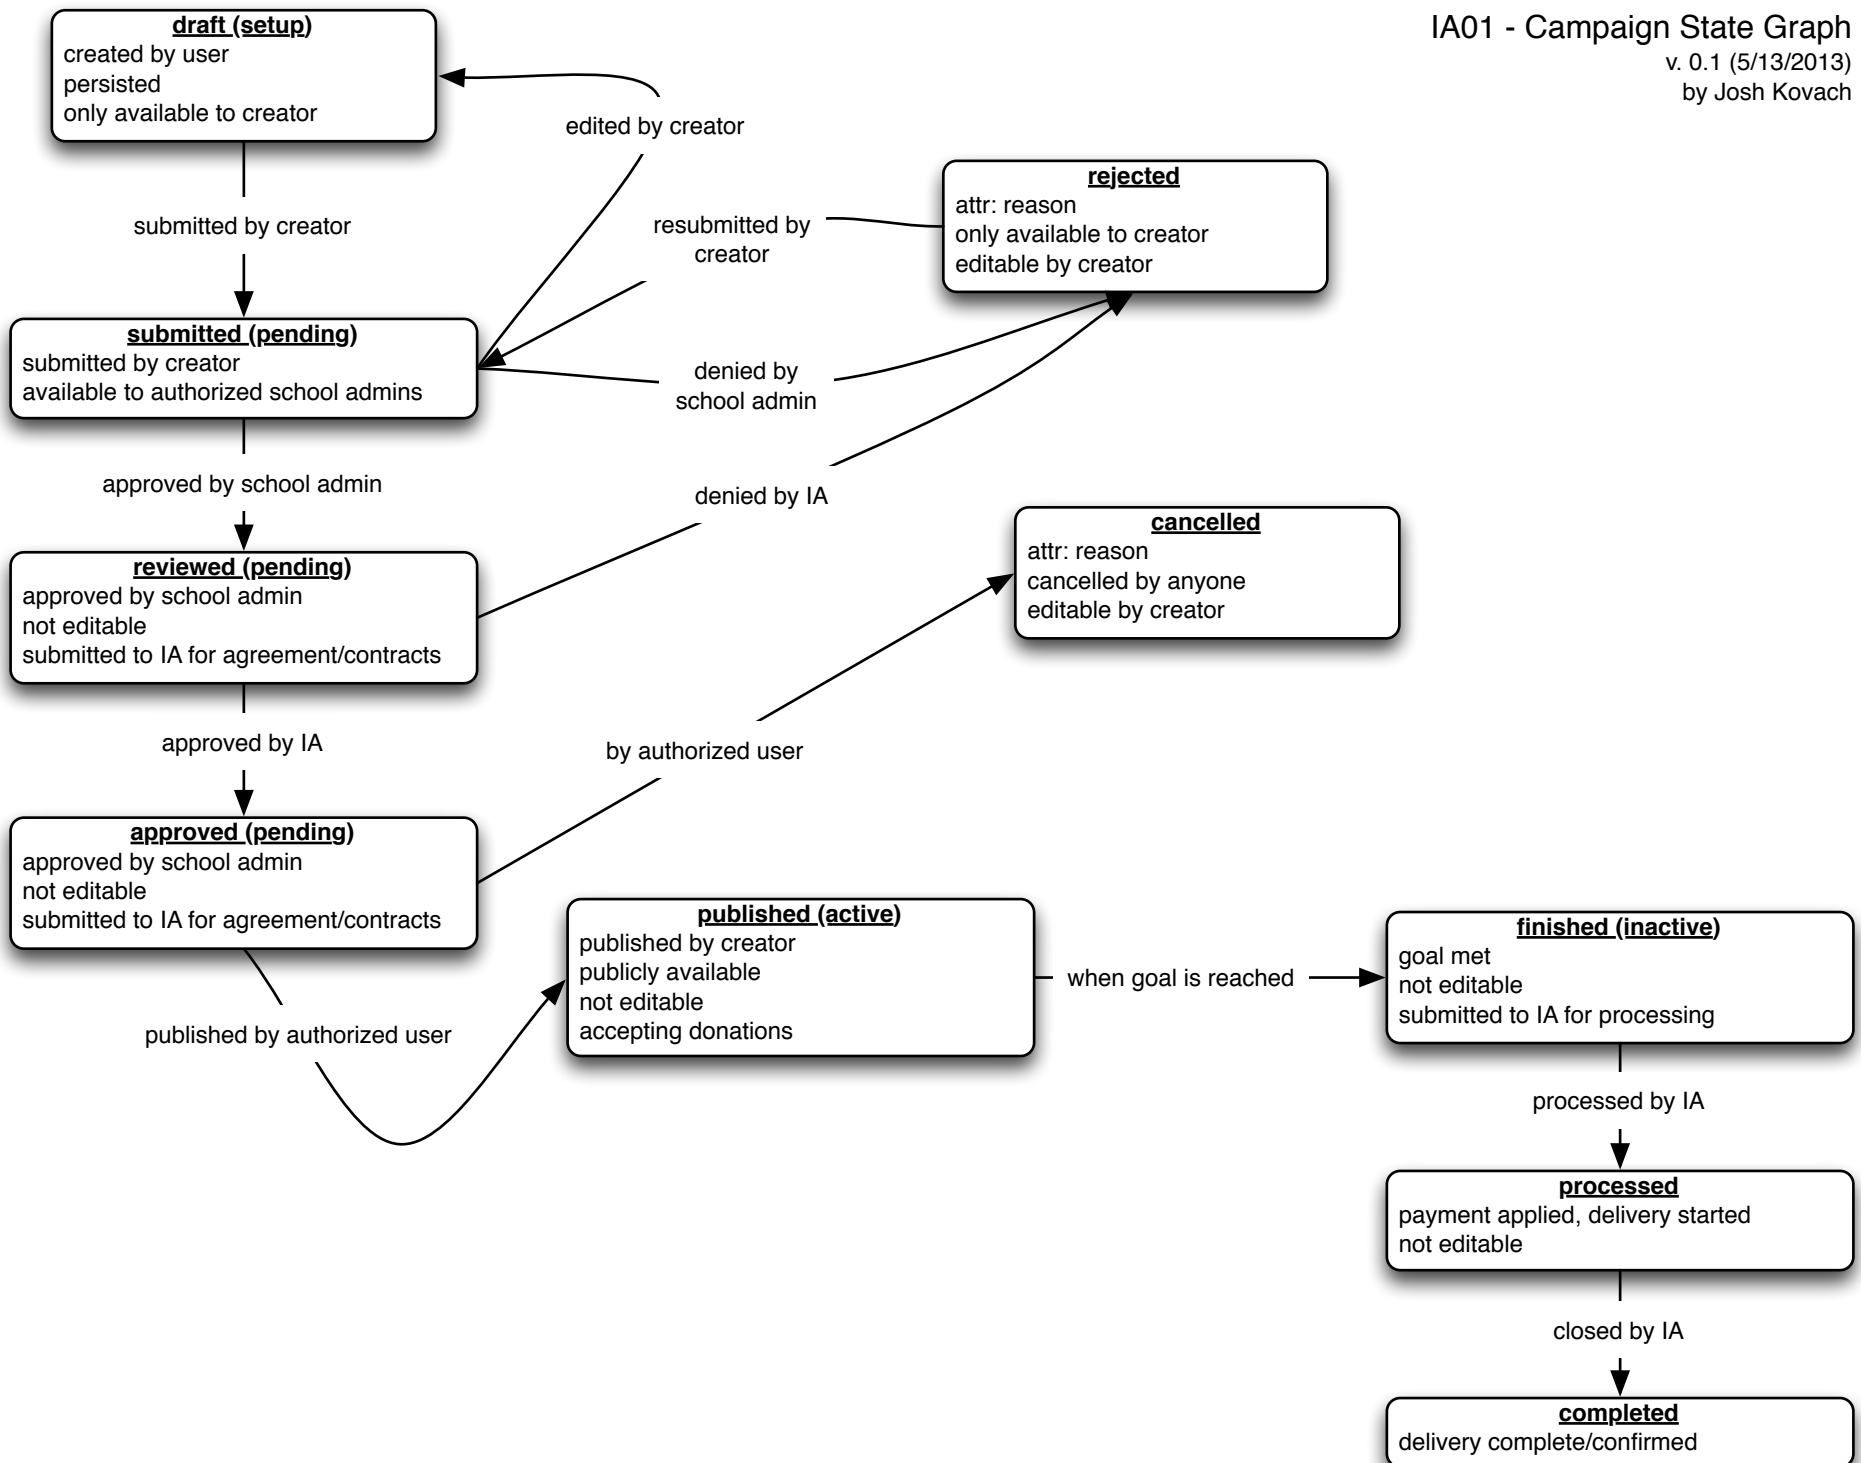 IA01 - Campaign State Graph
v. 0.1 (5/13/2013)
by Josh Kovach
draft (setup)
created by user
persisted
only available to creator
edited by creator
submitted by creator
rejected
attr: reason
only available to creator
editable by creator
resubmitted by
creator
submitted (pending)
submitted by creator
available to authorized school admins
denied by
school admin
approved by school admin
denied by IA
reviewed (pending)
approved by school admin
not editable
submitted to IA for agreement/contracts
cancelled
attr: reason
cancelled by anyone
editable by creator
approved by IA
by authorized user
approved (pending)
approved by school admin
not editable
submitted to IA for agreement/contracts
published by authorized user
published (active)
published by creator
publicly available
not editable
accepting donations
when goal is reached
finished (inactive)
goal met
not editable
submitted to IA for processing
processed by IA
processed
payment applied, delivery started
not editable
closed by IA
completed
delivery complete/confirmed